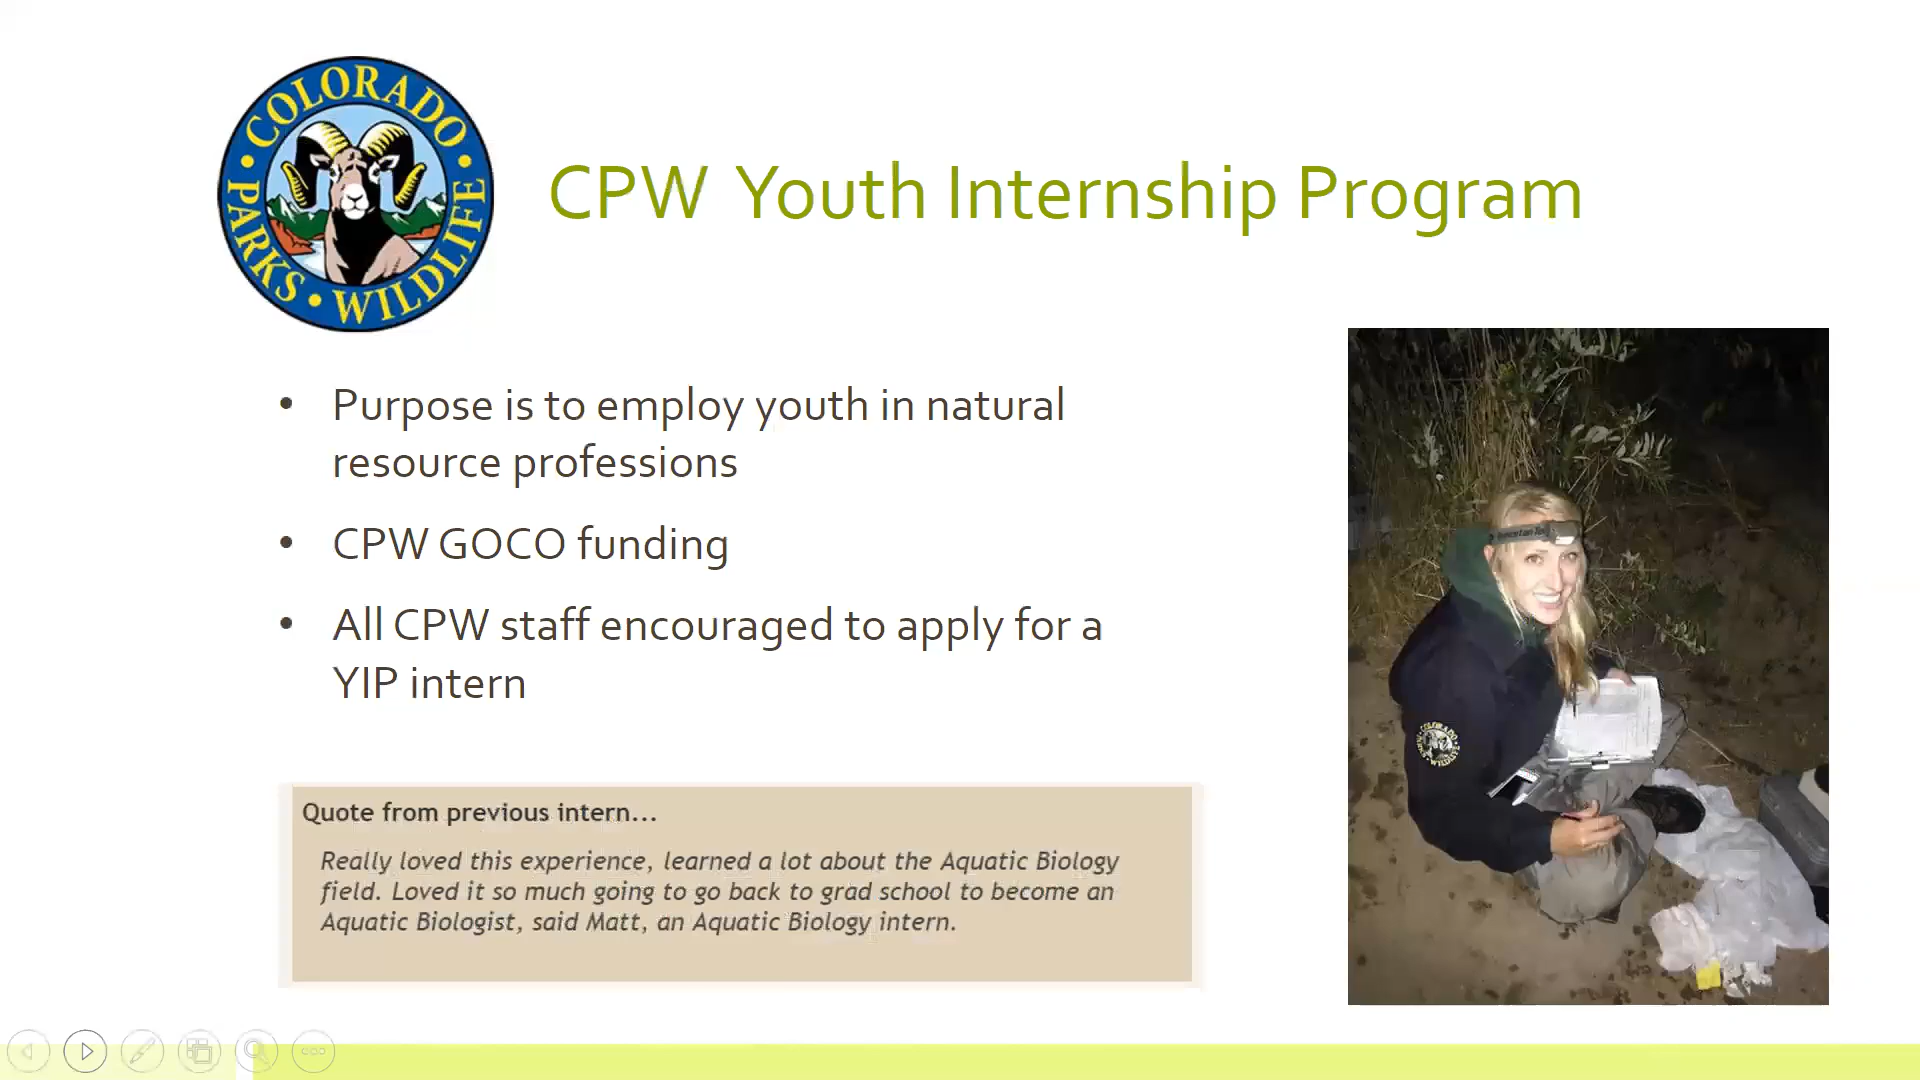 COLORADO
PARKS • WILDLIFE
CPW Youth Internship Program
• Purpose is to employ youth in natural
resource professions
• CPW GOCO funding
• All CPW staff encouraged to apply for a
YIP intern
Quote from previous intern...
Really loved this experience, learned a lot about the Aquatic Biology
field. Loved it so much going to go back to grad school to become an
Aquatic Biologist, said Matt, an Aquatic Biology intern.
COLORADO
PARKS • WILDLIFE